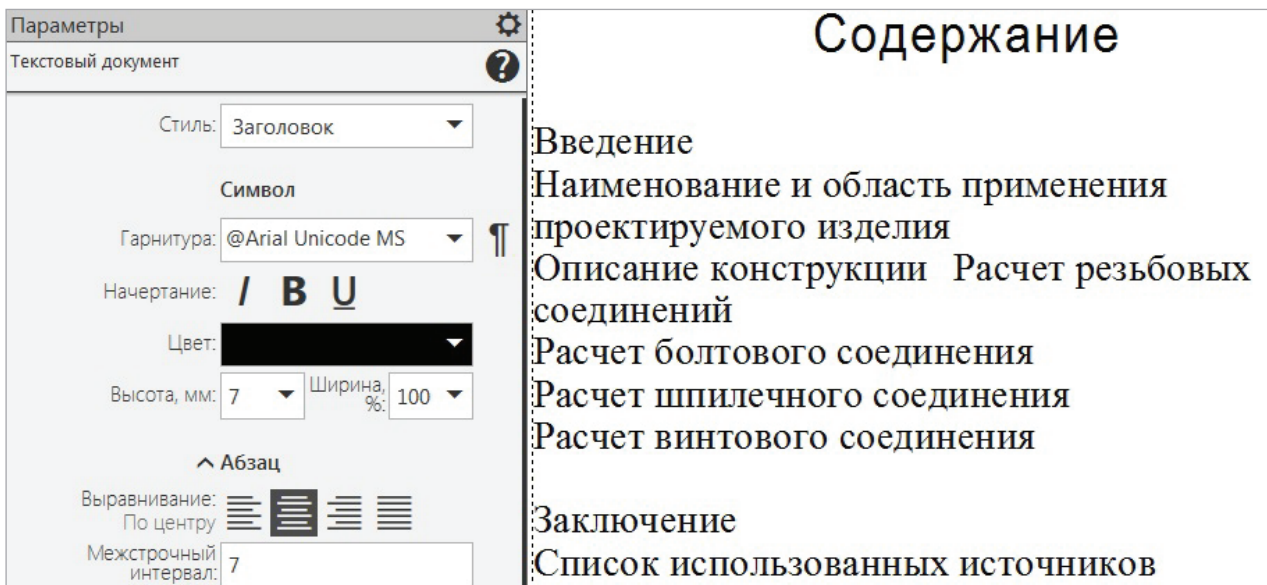 Параметры
Текстовый документ
Стиль: Заголовок
Символ
Гарнитура: @Arial Unicode MS ¶
Начертание: I B U
Цвет:
Высота, мм: 7 Ширина, %: 100
Абзац
Выравнивание:
По центру
Межстрочный
интервал: 7
Содержание
Введение
Наименование и область применения
проектируемого изделия
Описание конструкции Расчет резьбовых
соединений
Расчет болтового соединения
Расчет шпилечного соединения
Расчет винтового соединения
Заключение
Список использованных источников